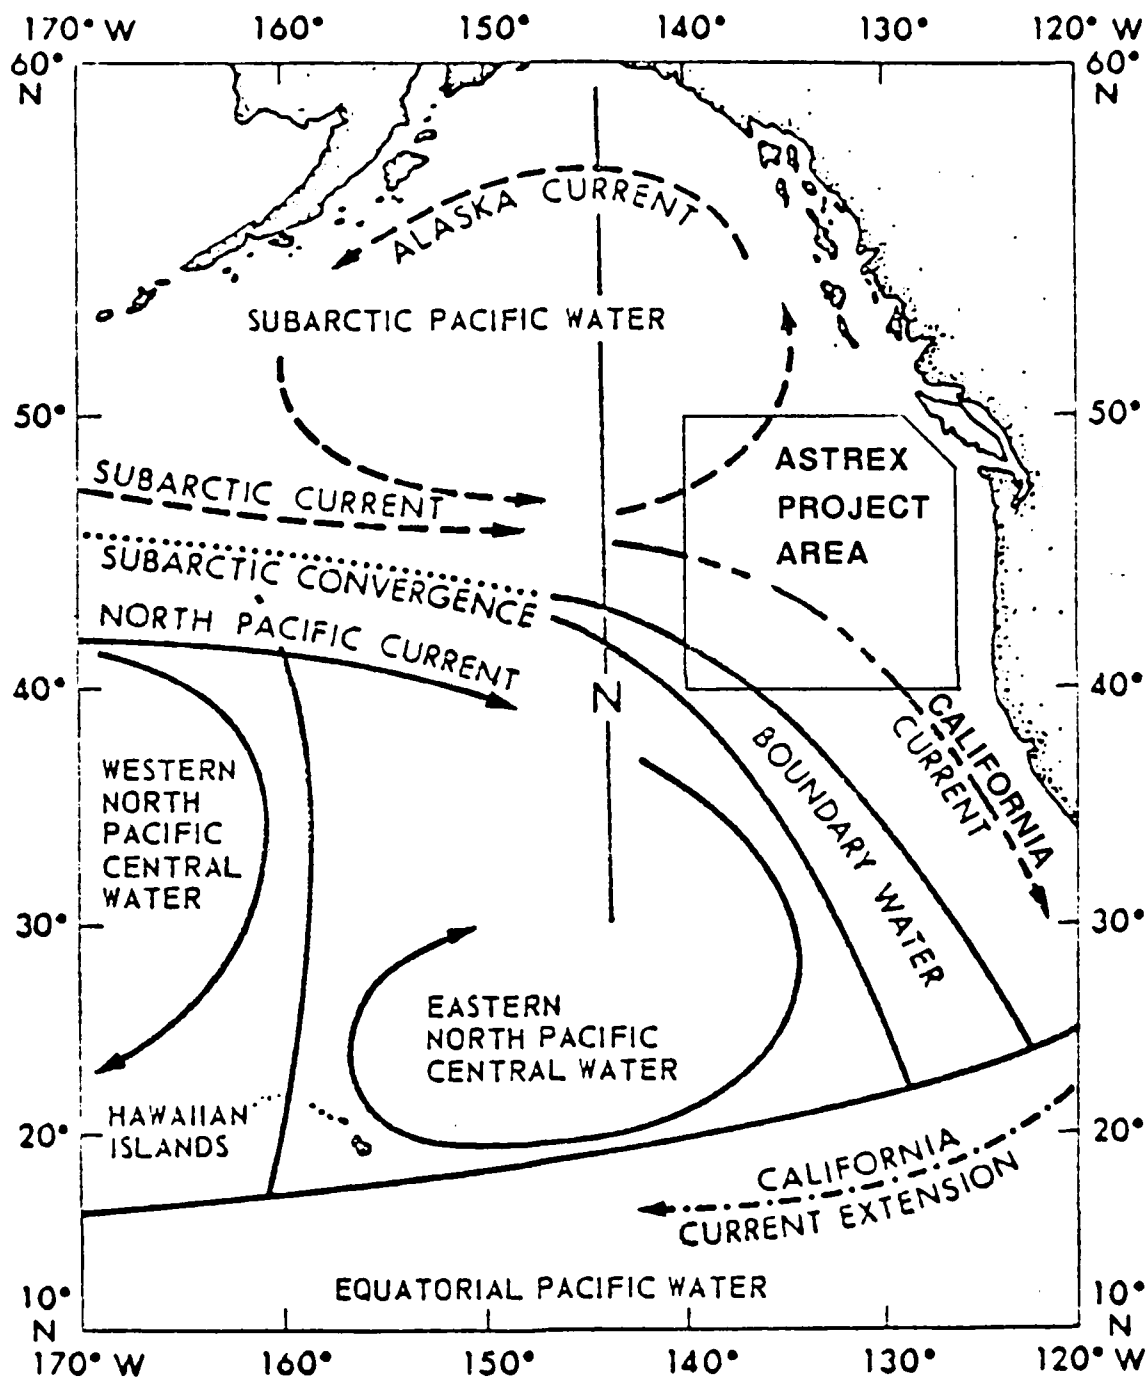 170° W 160° 150° 140° 130° 120° W
60° N
60° N
ALASKA CURRENT
SUBARCTIC PACIFIC WATER
50°
50°
ASTREX
PROJECT
AREA
SUBARCTIC CURRENT
SUBARCTIC CONVERGENCE
NORTH PACIFIC CURRENT
40°
N
40°
CALIFORNIA
CURRENT
BOUNDARY WATER
WESTERN
NORTH
PACIFIC
CENTRAL
WATER
30°
30°
EASTERN
NORTH PACIFIC
CENTRAL WATER
HAWAIIAN
ISLANDS
20°
20°
CALIFORNIA
CURRENT EXTENSION
EQUATORIAL PACIFIC WATER
10° N
10° N
170° W 160° 150° 140° 130° 120° W